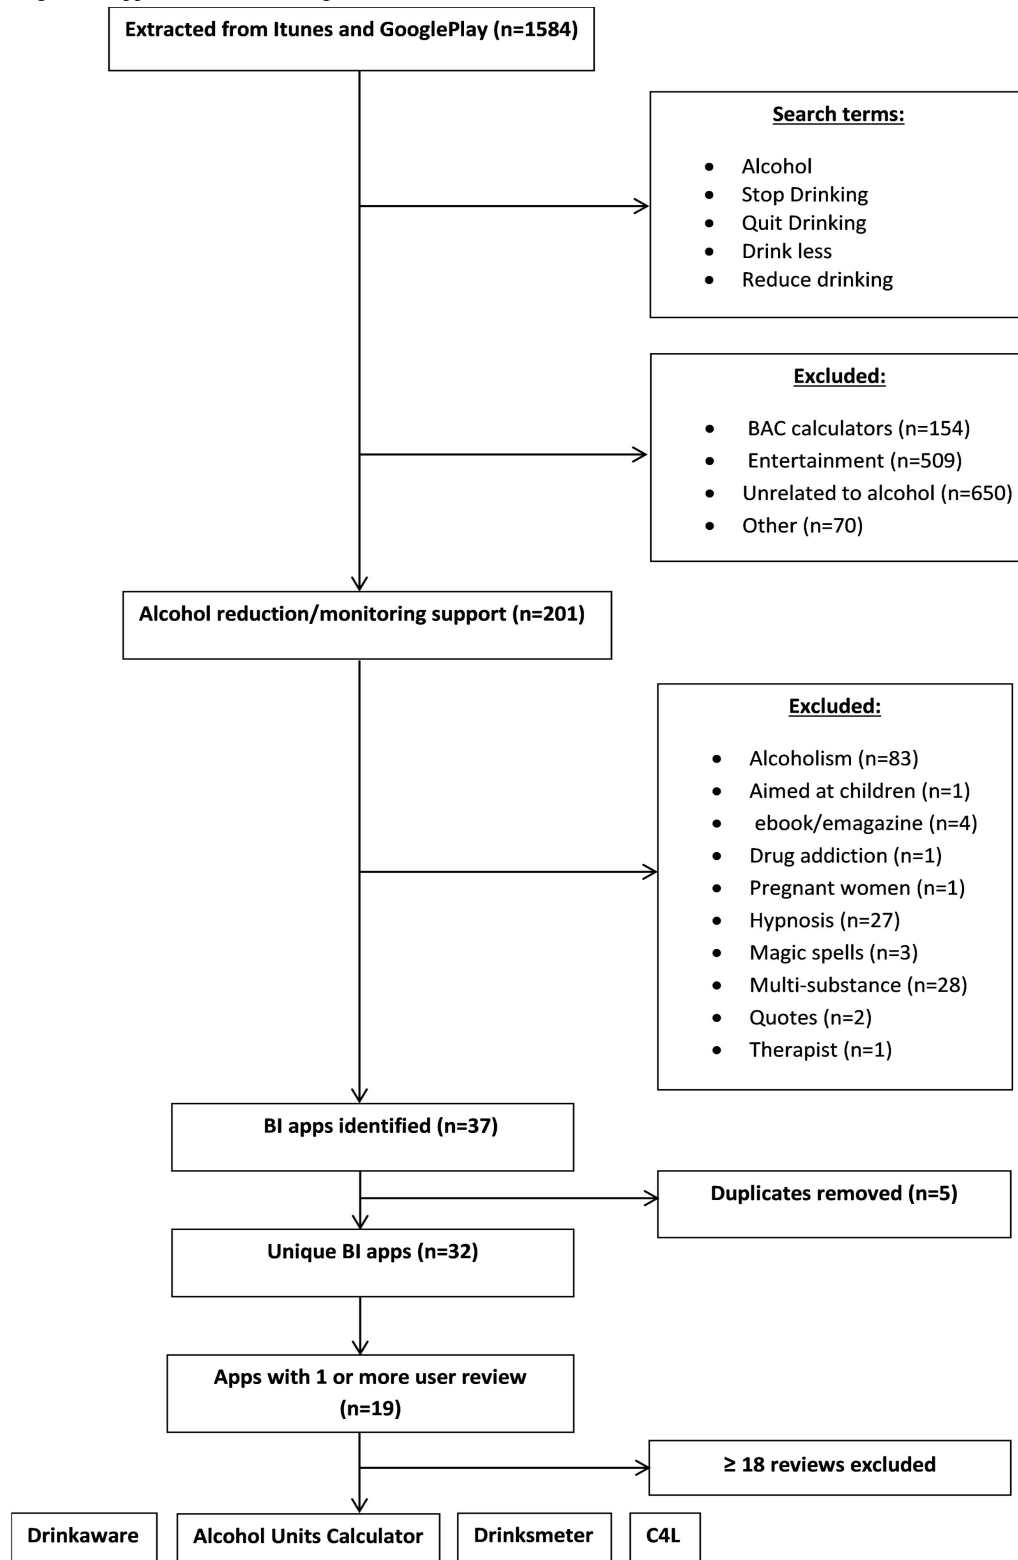 Extracted from Itunes and GooglePlay (n=1584)
Search terms:
• Alcohol
• Stop Drinking
• Quit Drinking
• Drink less
• Reduce drinking
Excluded:
• BAC calculators (n=154)
• Entertainment (n=509)
• Unrelated to alcohol (n=650)
• Other (n=70)
Alcohol reduction/monitoring support (n=201)
Excluded:
• Alcoholism (n=83)
• Aimed at children (n=1)
• ebook/emagazine (n=4)
• Drug addiction (n=1)
• Pregnant women (n=1)
• Hypnosis (n=27)
• Magic spells (n=3)
• Multi-substance (n=28)
• Quotes (n=2)
• Therapist (n=1)
BI apps identified (n=37)
Duplicates removed (n=5)
Unique BI apps (n=32)
Apps with 1 or more user review
(n=19)
≥ 18 reviews excluded
Drinkaware
Alcohol Units Calculator
Drinksmeter
C4L